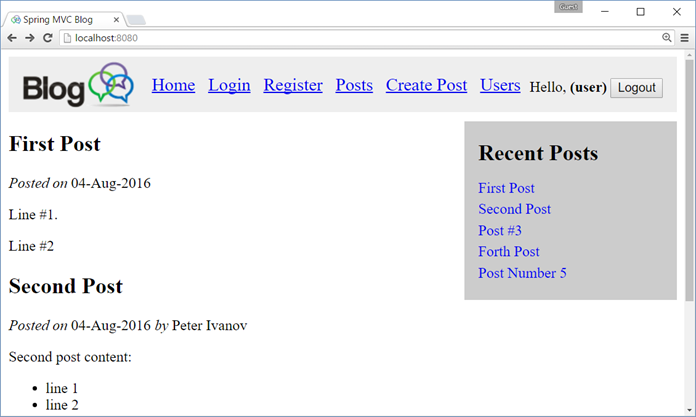 Guest
Spring MVC Blog
localhost:8080
Blog Home Login Register Posts Create Post Users Hello, (user) Logout
First Post
Posted on 04-Aug-2016
Line #1.
Line #2
Second Post
Posted on 04-Aug-2016 by Peter Ivanov
Second post content:
• line 1
• line 2
Recent Posts
First Post
Second Post
Post #3
Forth Post
Post Number 5